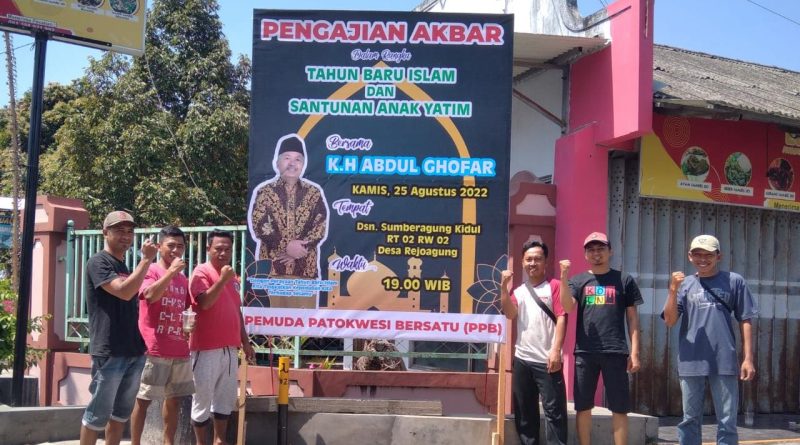 PENGAJIAN AKBAR
Dalam Rangka
TAHUN BARU ISLAM
DAN
SANTUNAN ANAK YATIM
Bersama
K.H ABDUL GHOFAR
KAMIS, 25 Agustus 2022
Tempat
Dsn. Sumberagung Kidul
RT 02 RW 02
Desa Rejoagung
Waktu
19.00 WIB
PEMUDA PATOKWESI BERSATU (PPB)